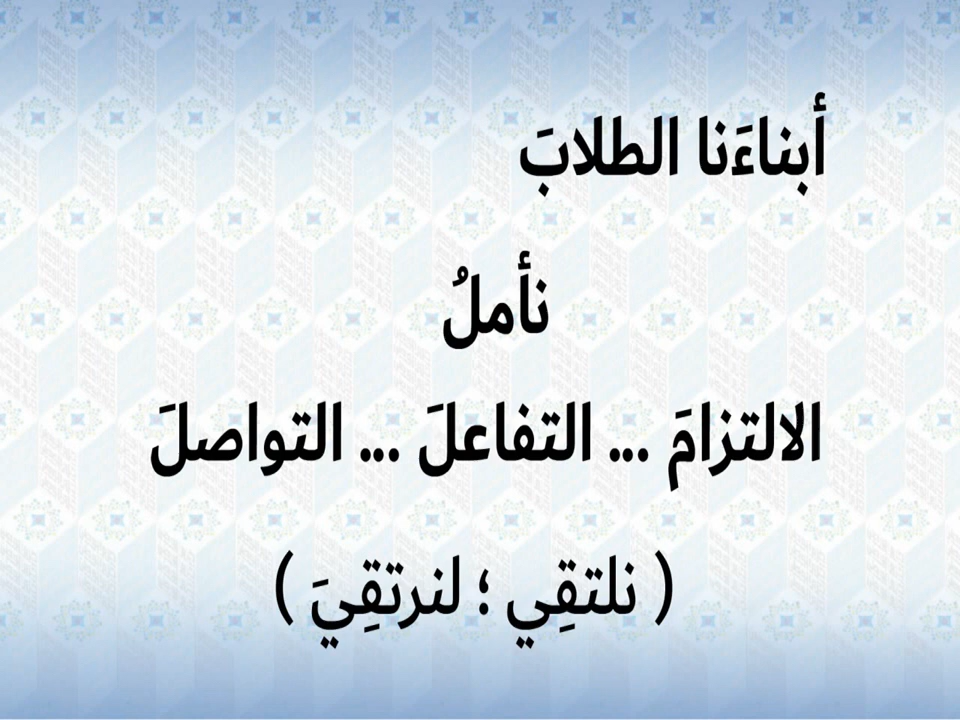 أبناءَنا الطلابَ
نأملُ
الالتزامَ ... التفاعلَ ... التواصلَ
( نلتقِي ؛ لنرتقِيَ )